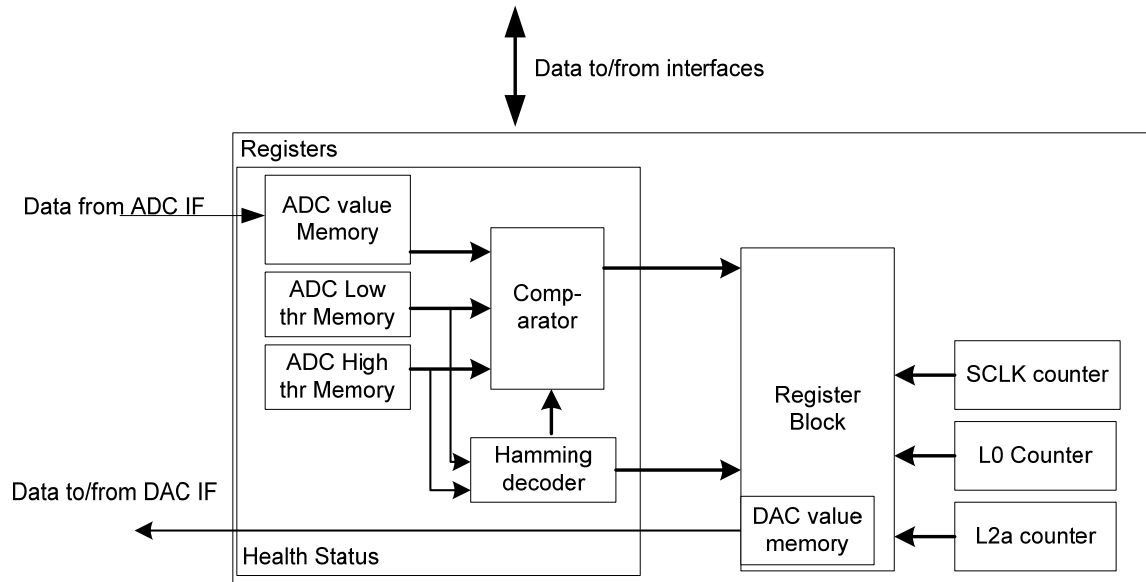 Data to/from interfaces
Registers
Data from ADC IF
ADC value
Memory
ADC Low
thr Memory
ADC High
thr Memory
Comp-
arator
Hamming
decoder
Register
Block
SCLK counter
L0 Counter
L2a counter
Data to/from DAC IF
DAC value
memory
Health Status